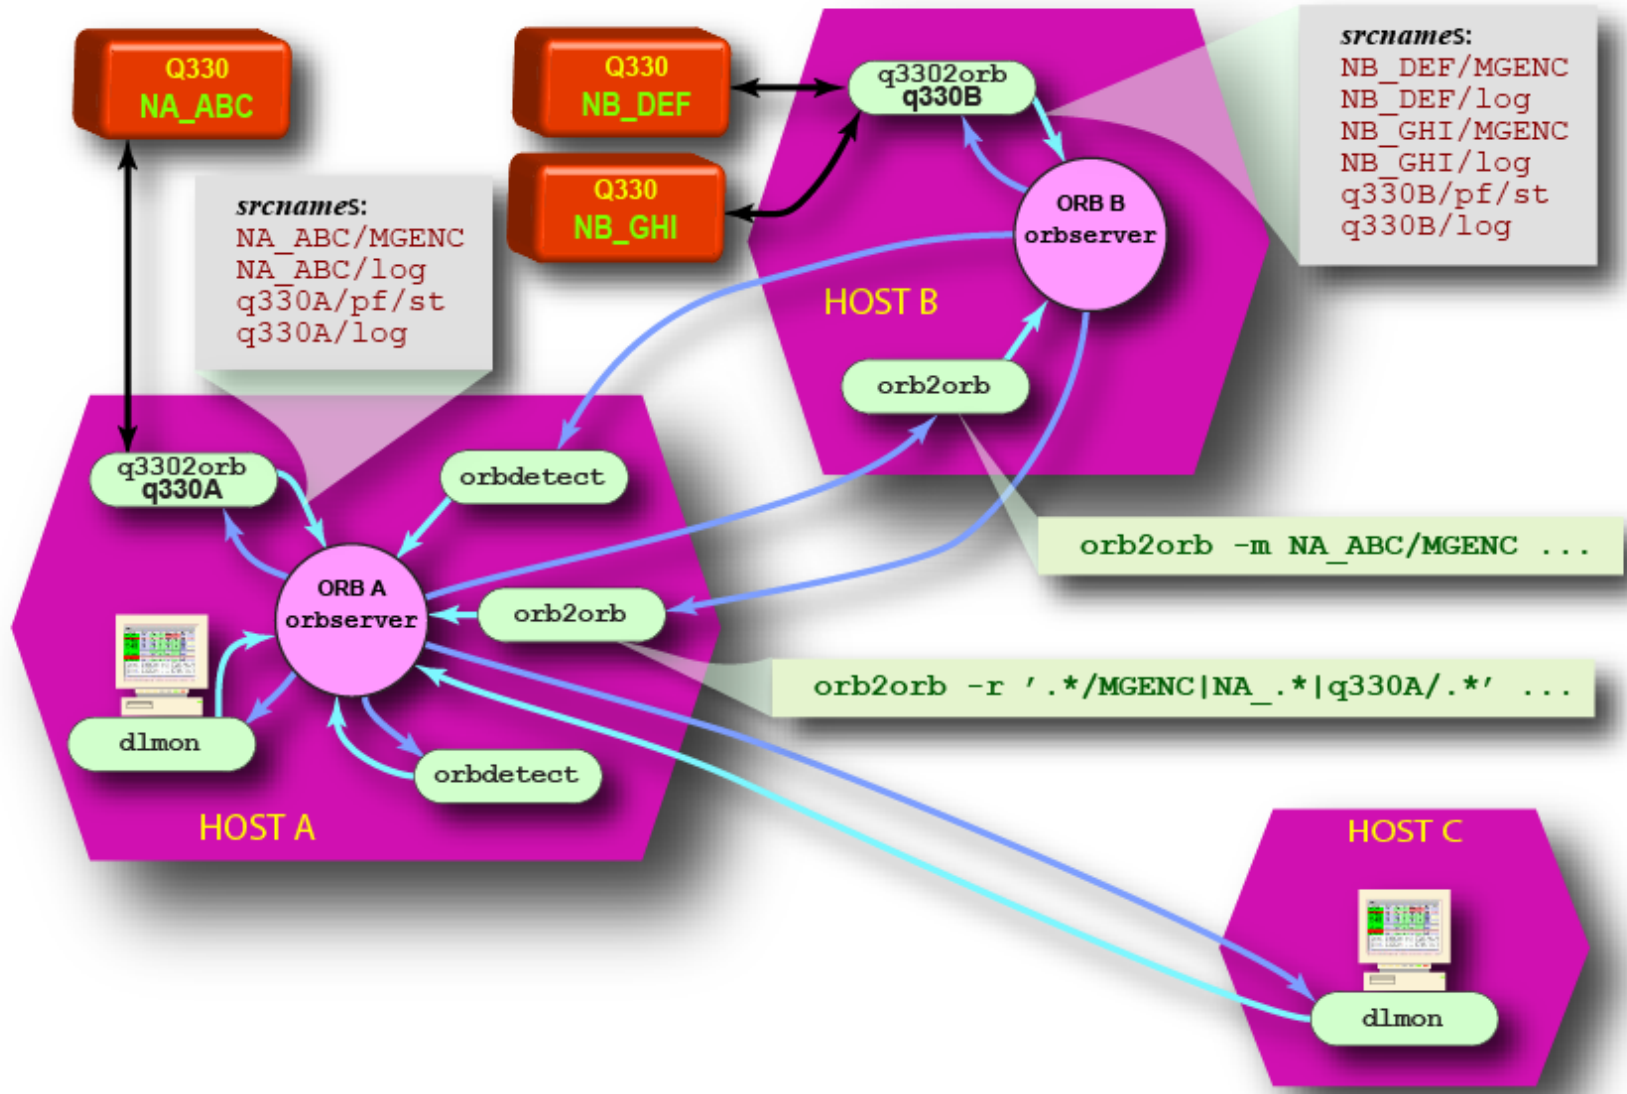 Q330
NA_ABC
Q330
NB_DEF
Q330
NB_GHI
q3302orb
q330B
srcnames:
NB_DEF/MGENC
NB_DEF/log
NB_GHI/MGENC
NB_GHI/log
q330B/pf/st
q330B/log
srcnames:
NA_ABC/MGENC
NA_ABC/log
q330A/pf/st
q330A/log
ORB B
orbserver
HOST B
orb2orb
q3302orb
q330A
orbdetect
orb2orb -m NA_ABC/MGENC ...
ORB A
orbserver
orb2orb
orb2orb -r '.*/MGENC|NA_.*|q330A/.*' ...
dlmon
orbdetect
HOST A
HOST C
dlmon